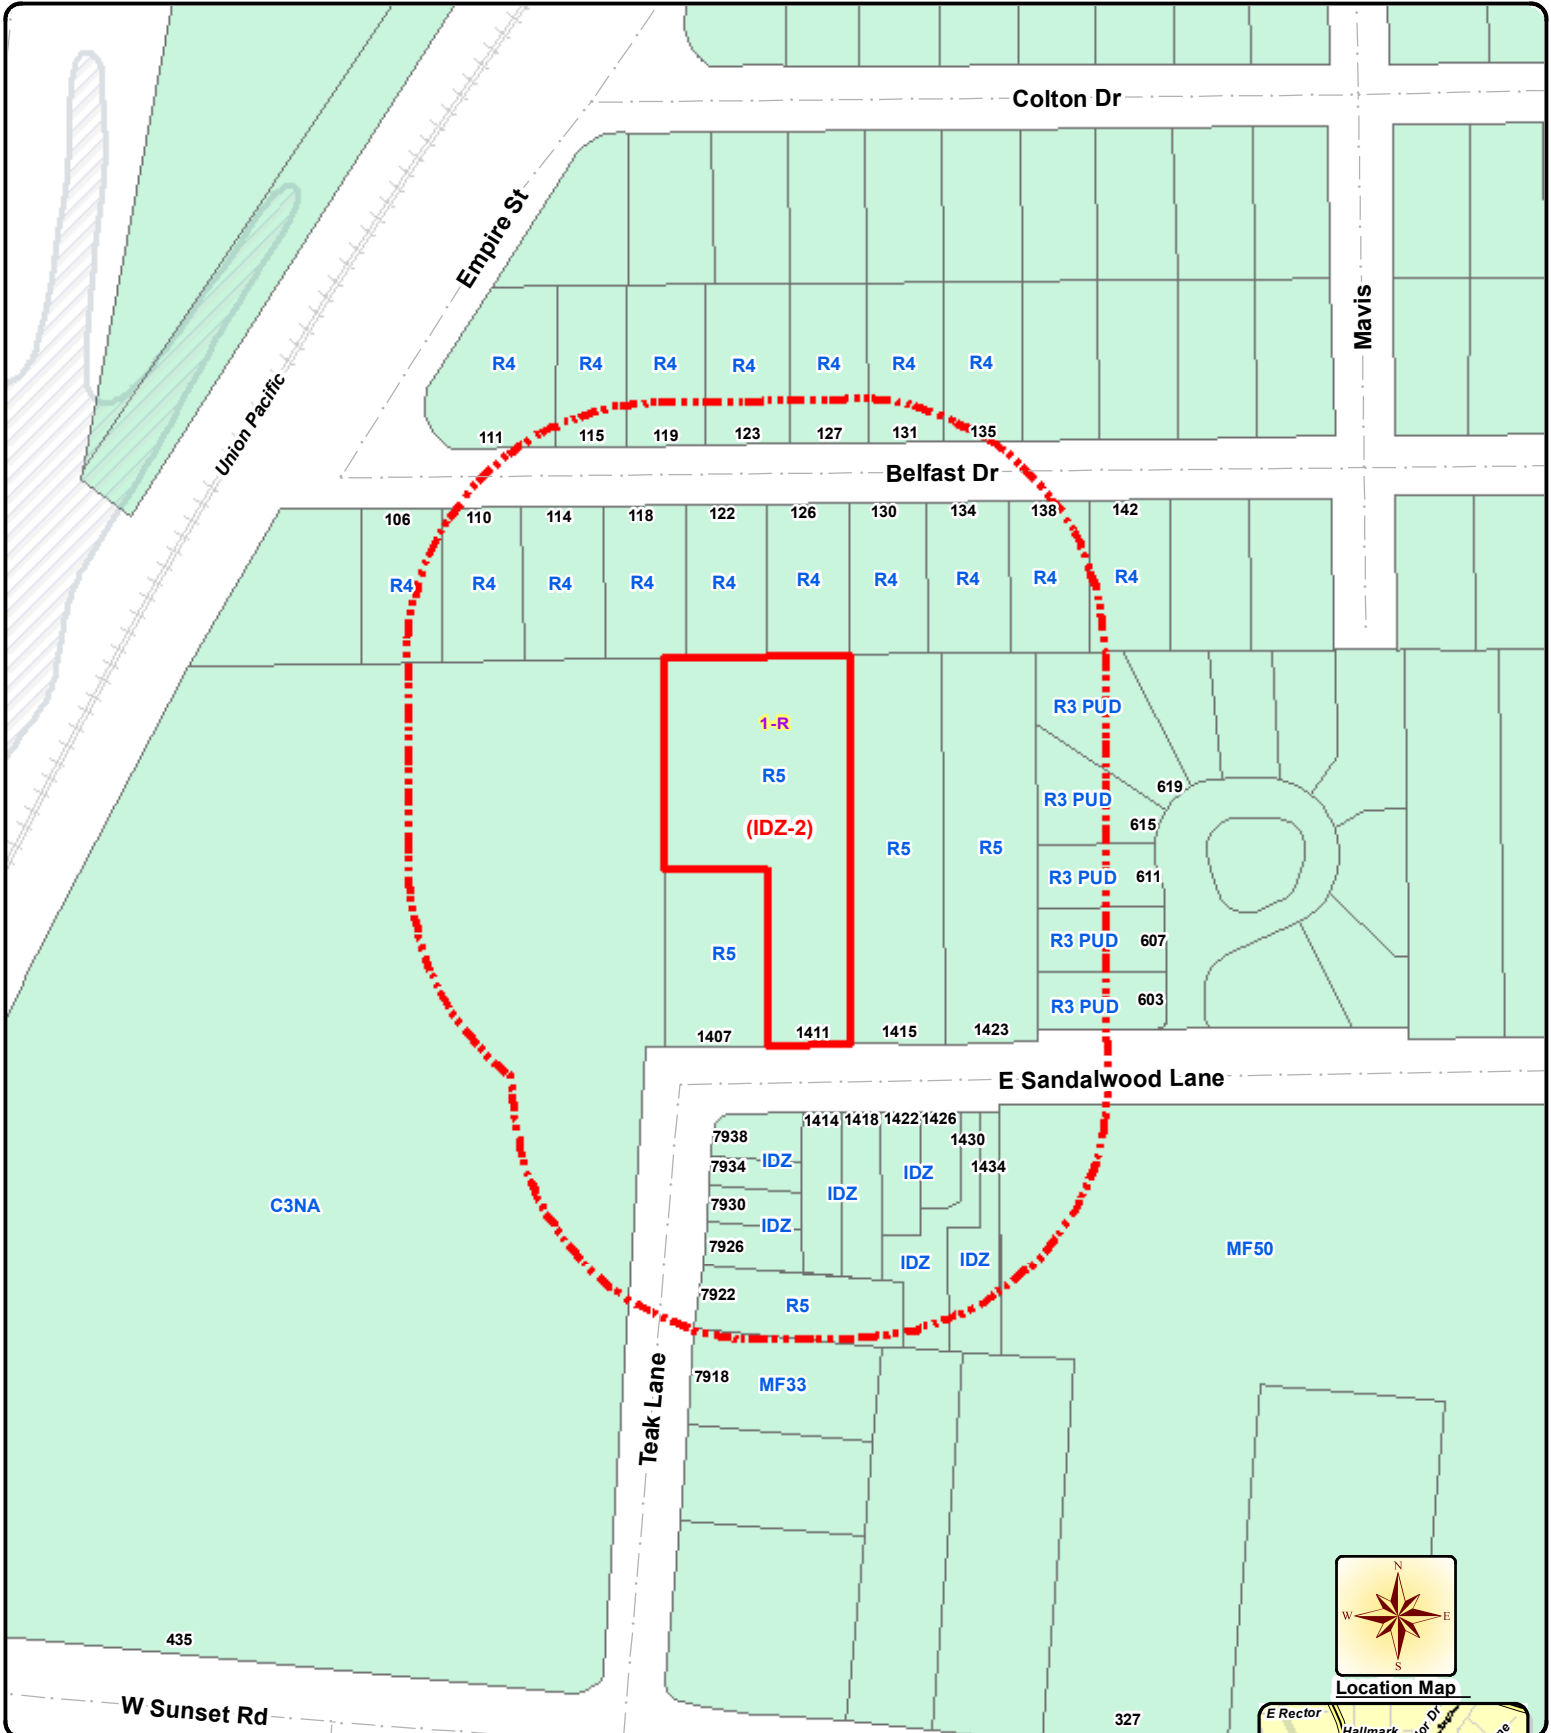 Colton Dr
Empire St
Mavis
Union Pacific
R4 R4 R4 R4 R4 R4 R4
111 115 119 123 127 131 135
Belfast Dr
106 110 114 118 122 126 130 134 138 142
R4 R4 R4 R4 R4 R4 R4 R4 R4 R4
1-R
R5
(IDZ-2)
R5 R5
R3 PUD
R3 PUD
R3 PUD
R3 PUD
R3 PUD
619
615
611
607
603
R5
1407 1411 1415 1423
E Sandalwood Lane
1414 1418 1422 1426
1430
1434
7938
7934 IDZ
7930
IDZ
7926
IDZ
IDZ
IDZ
IDZ
7922 R5
7918 MF33
C3NA
MF50
Teak Lane
435
W Sunset Rd
327
N
W E
S
Location Map
E Rector
Hallmark